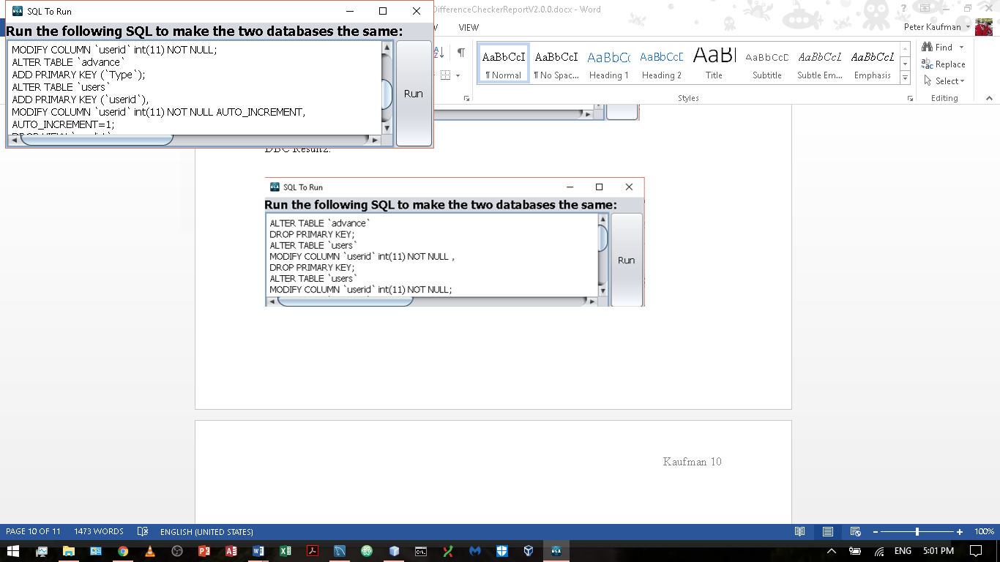 SQL To Run
Run the following SQL to make the two databases the same:
MODIFY COLUMN `userid` int(11) NOT NULL;
ALTER TABLE `advance`
ADD PRIMARY KEY (`Type`);
ALTER TABLE `users`
ADD PRIMARY KEY (`userid`),
MODIFY COLUMN `userid` int(11) NOT NULL AUTO_INCREMENT,
AUTO_INCREMENT=1;
Run
DifferenceCheckerReportV2.0.0.docx - Word
VIEW
Peter Kaufman
AaBbCcI AaBbCcI AaBbCc AaBbCcD AaBb AaBbCcD AaBbCcL AaBbCcL
¶ Normal ¶ No Spac... Heading 1 Heading 2 Title Subtitle Subtle Em... Emphasis
Styles
Find
Replace
Select
Editing
DBC Result2:
SQL To Run
Run the following SQL to make the two databases the same:
ALTER TABLE `advance`
DROP PRIMARY KEY;
ALTER TABLE `users`
MODIFY COLUMN `userid` int(11) NOT NULL ,
DROP PRIMARY KEY;
ALTER TABLE `users`
MODIFY COLUMN `userid` int(11) NOT NULL;
Run
Kaufman 10
PAGE 10 OF 11 1473 WORDS ENGLISH (UNITED STATES) 100%
ENG 5:01 PM